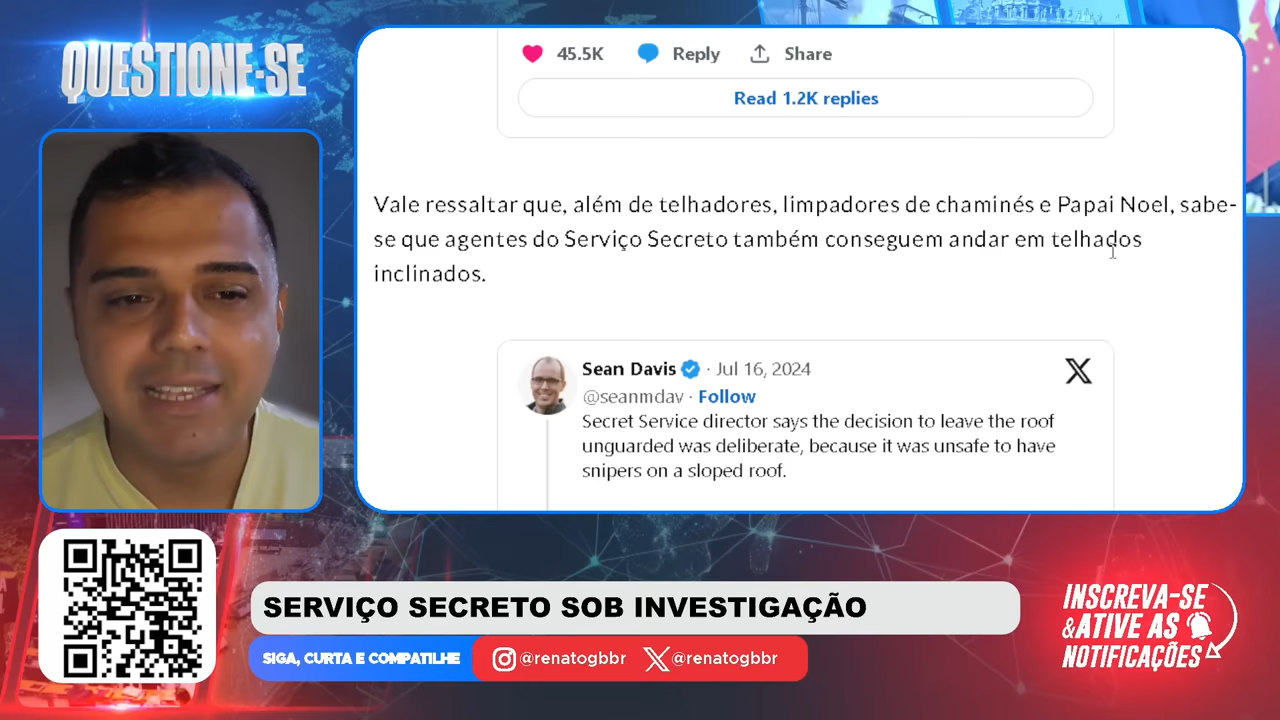 QUESTIONE-SE
45.5K Reply Share
Read 1.2K replies
Vale ressaltar que, além de telhadores, limpadores de chaminés e Papai Noel, sabe-
se que agentes do Serviço Secreto também conseguem andar em telhados
inclinados.
Sean Davis · Jul 16, 2024
@seanmdav · Follow
Secret Service director says the decision to leave the roof
unguarded was deliberate, because it was unsafe to have
snipers on a sloped roof.
SERVIÇO SECRETO SOB INVESTIGAÇÃO
SIGA, CURTA E COMPATILHE @renatogbbr @renatogbbr
INSCREVA-SE
&ATIVE AS
NOTIFICAÇÕES